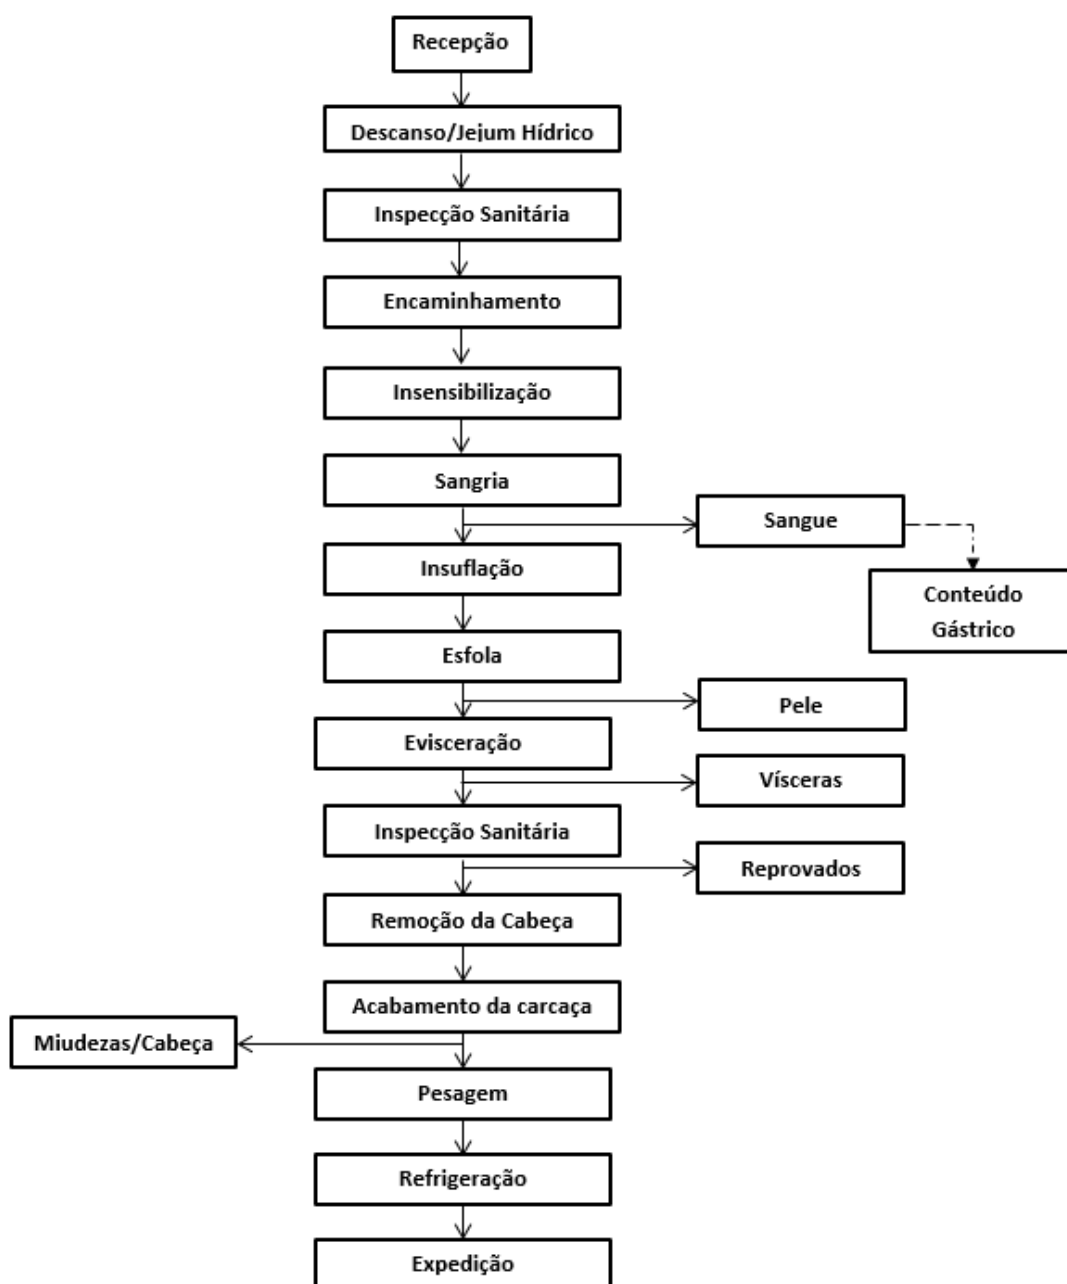 Recepção
Descanso/Jejum Hídrico
Inspecção Sanitária
Encaminhamento
Insensibilização
Sangria
Sangue
Insuflação
Conteúdo
Gástrico
Esfola
Pele
Evisceração
Vísceras
Inspecção Sanitária
Reprovados
Remoção da Cabeça
Acabamento da carcaça
Miudezas/Cabeça
Pesagem
Refrigeração
Expedição